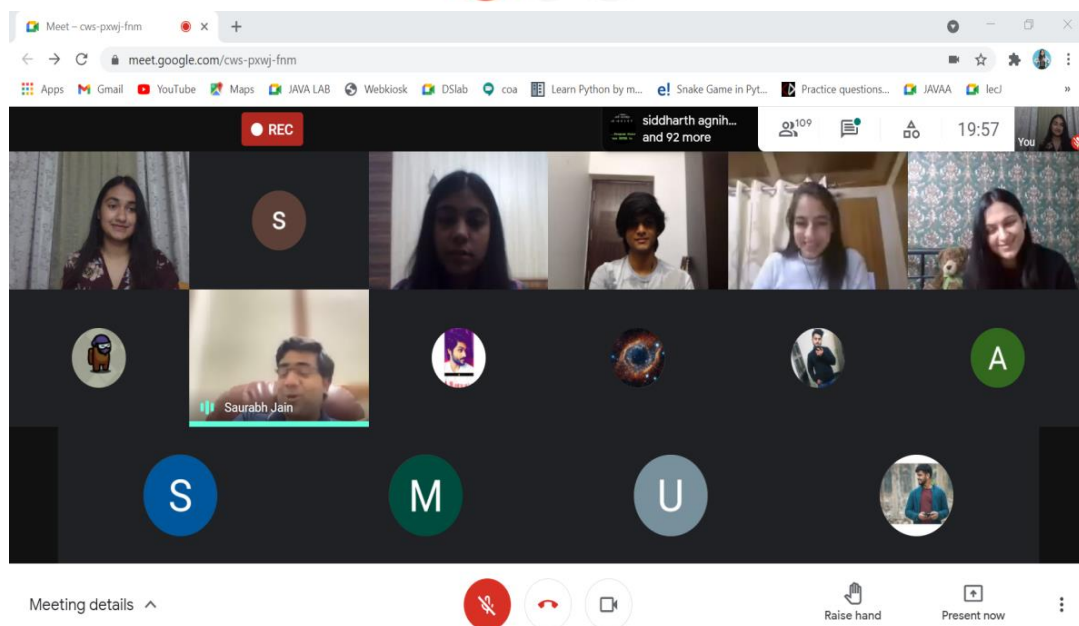 Meet – cws-pxwj-fnm
meet.google.com/cws-pxwj-fnm
Apps Gmail YouTube Maps JAVA LAB Webkiosk DSlab coa Learn Python by m... Snake Game in Pyt... Practice questions... JAVAA lecJ »
REC
siddharth agnih...
and 92 more
109
19:57
You
S
Saurabh Jain
A
S
M
U
Meeting details
Raise hand
Present now